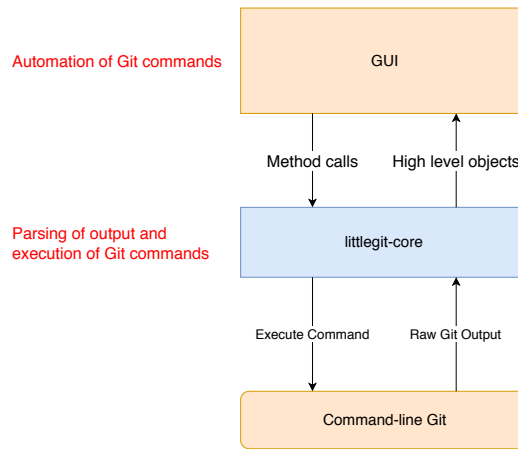 GUI
Automation of Git commands
Method calls
High level objects
Parsing of output and
execution of Git commands
littlegit-core
Execute Command
Raw Git Output
Command-line Git